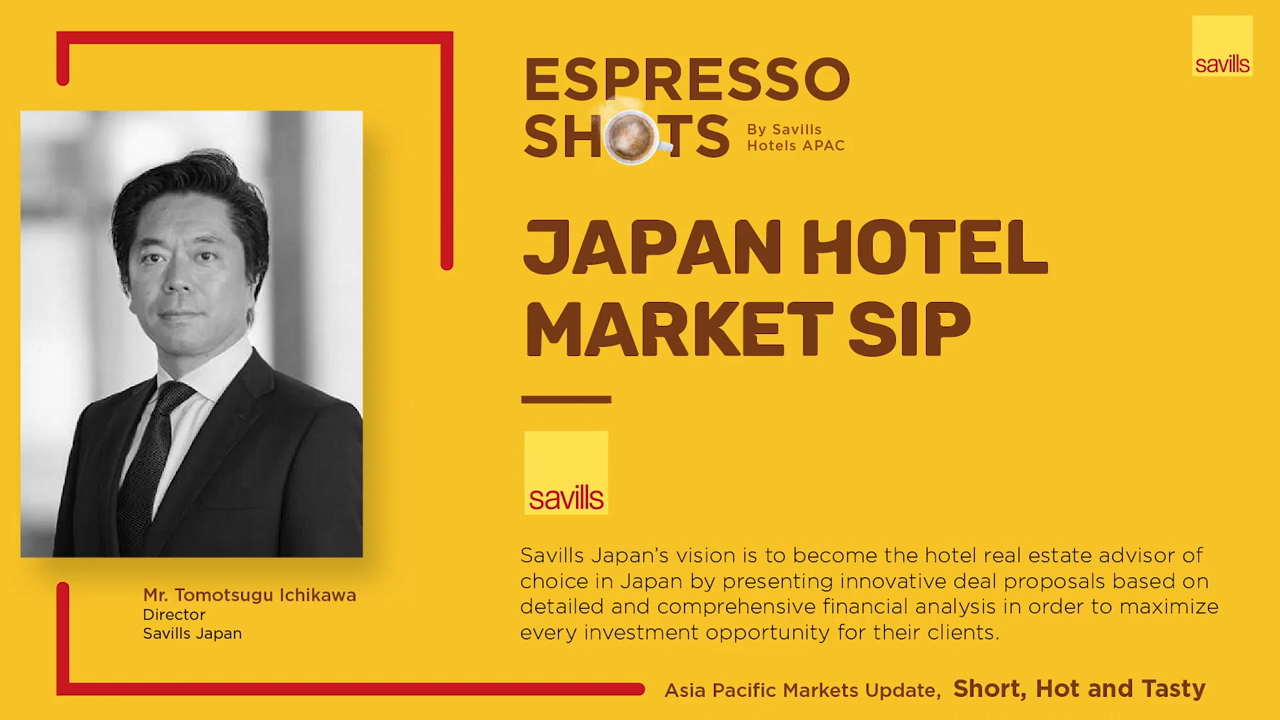 savills
ESPRESSO
SHOTS
By Savills
Hotels APAC
JAPAN HOTEL
MARKET SIP
savills
Savills Japan's vision is to become the hotel real estate advisor of
choice in Japan by presenting innovative deal proposals based on
detailed and comprehensive financial analysis in order to maximize
every investment opportunity for their clients.
Mr. Tomotsugu Ichikawa
Director
Savills Japan
Asia Pacific Markets Update, Short, Hot and Tasty